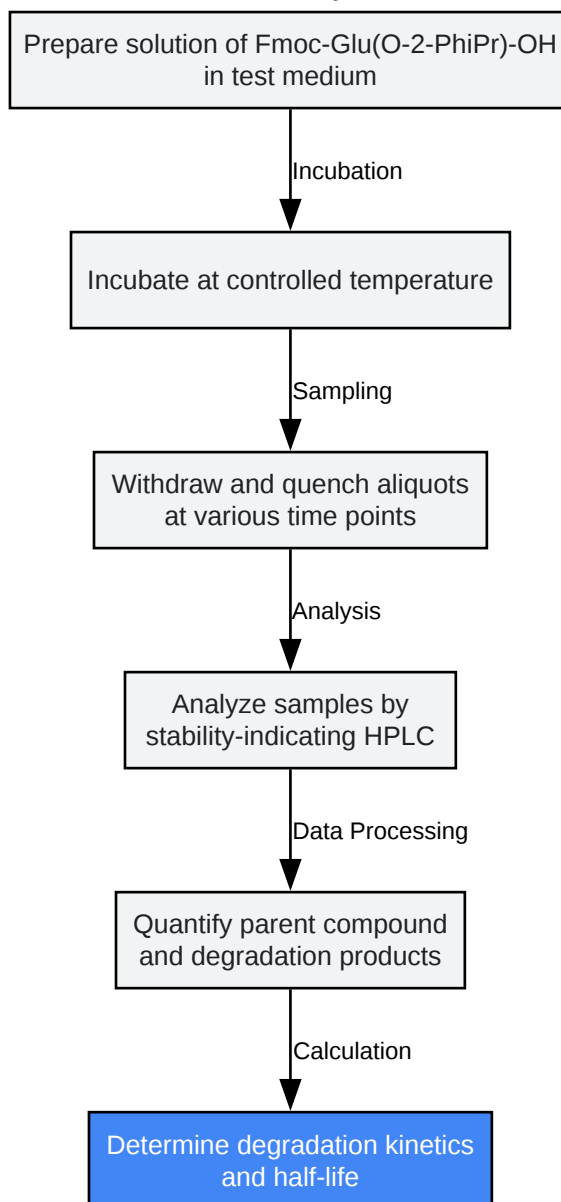 Prepare solution of Fmoc-Glu(O-2-PhiPr)-OH
in test medium
Incubation
Incubate at controlled temperature
Sampling
Withdraw and quench aliquots
at various time points
Analysis
Analyze samples by
stability-indicating HPLC
Data Processing
Quantify parent compound
and degradation products
Calculation
Determine degradation kinetics
and half-life